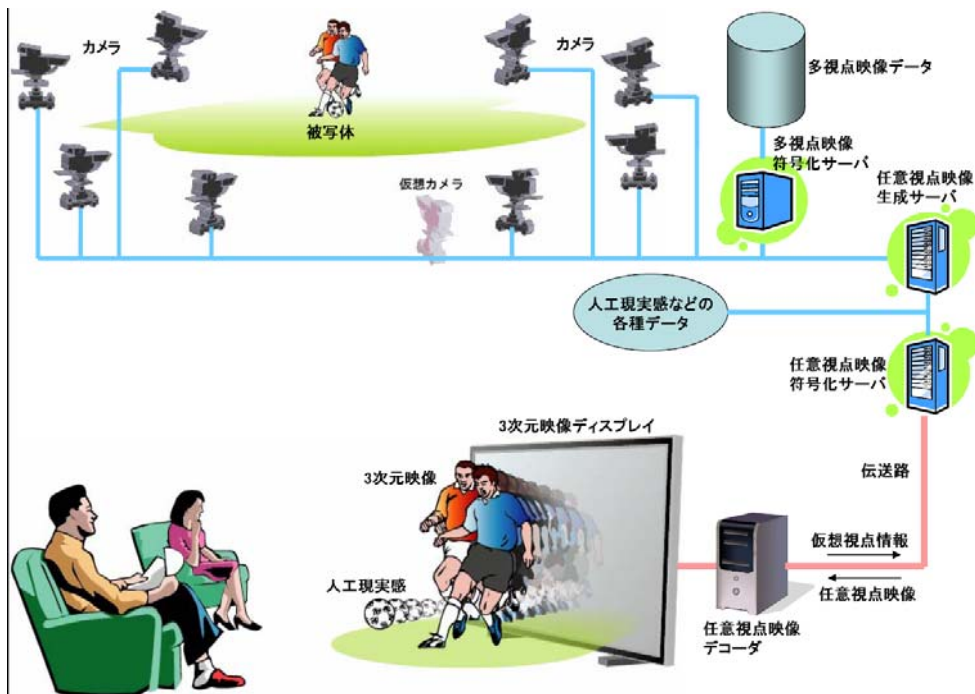 カメラ
カメラ
被写体
仮想カメラ
多視点映像データ
多視点映像
符号化サーバ
任意視点映像
生成サーバ
人工現実感などの
各種データ
任意視点映像
符号化サーバ
3次元映像ディスプレイ
3次元映像
人工現実感
伝送路
仮想視点情報
任意視点映像
任意視点映像
デコーダ